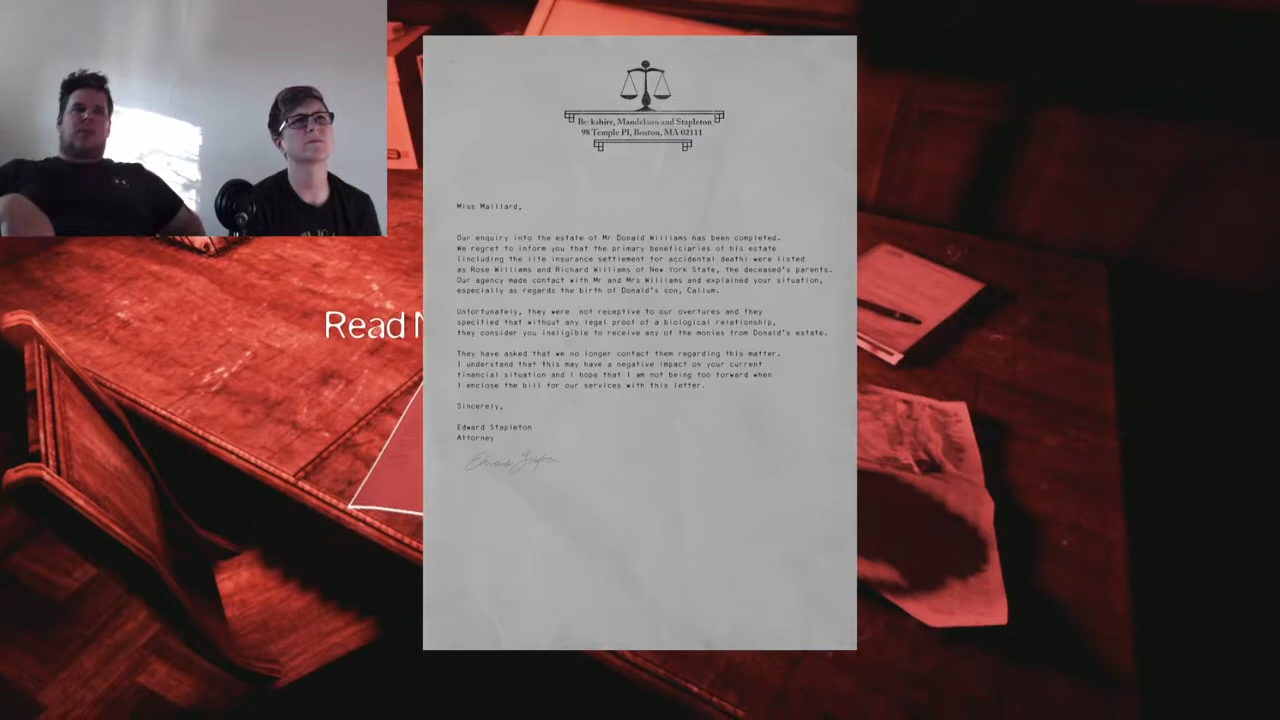 Berkshire, Mandelson and Stapleton
98 Temple Pl, Boston, MA 02111
Miss Maillard,
Our enquiry into the estate of Mr Donald Williams has been completed.
We regret to inform you that the primary beneficiaries of his estate
(including the life insurance settlement for accidental death) were listed
as Rose Williams and Richard Williams of New York State, the deceased's parents.
Our agency made contact with Mr and Mrs Williams and explained your situation,
especially as regards the birth of Donald's son, Callum.
Unfortunately, they were not receptive to our overtures and they
specified that without any legal proof of a biological relationship,
they consider you ineligible to receive any of the monies from Donald's estate.
They have asked that we no longer contact them regarding this matter.
I understand that this may have a negative impact on your current
financial situation and I hope that I am not being too forward when
I enclose the bill for our services with this letter.
Sincerely,
Edward Stapleton
Attorney
Read